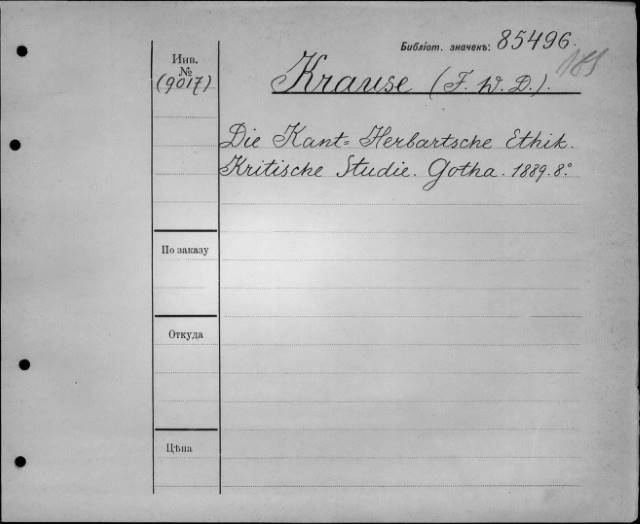 Библіот. значекъ: 85496.
189
Инв.
№
(9017)
Krause (F. W. D.).
Die Kant= Herbartsche Ethik.
Kritische Studie. Gotha. 1889. 8.°
По заказу
Откуда
Цѣна